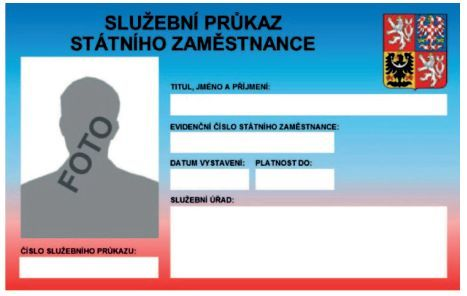 SLUŽEBNÍ PRŮKAZ
STÁTNÍHO ZAMĚSTNANCE
FOTO
TITUL, JMÉNO A PŘÍJMENÍ:
EVIDENČNÍ ČÍSLO STÁTNÍHO ZAMĚSTNANCE:
DATUM VYSTAVENÍ: PLATNOST DO:
SLUŽEBNÍ ÚŘAD:
ČÍSLO SLUŽEBNÍHO PRŮKAZU: